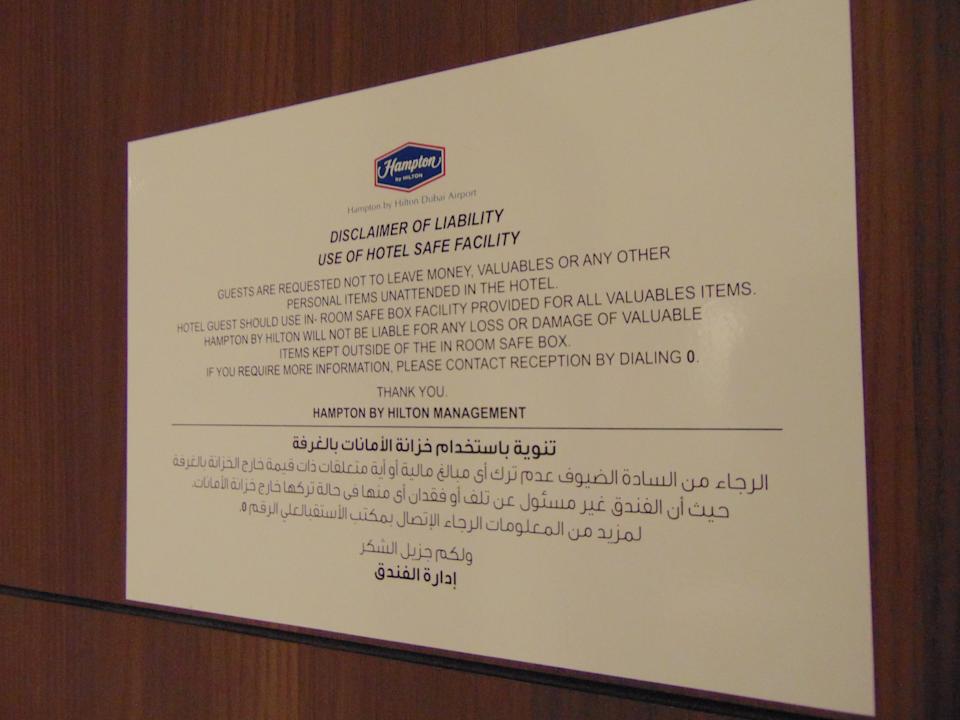 Hampton
by HILTON
Hampton by Hilton Dubai Airport
DISCLAIMER OF LIABILITY
USE OF HOTEL SAFE FACILITY
GUESTS ARE REQUESTED NOT TO LEAVE MONEY, VALUABLES OR ANY OTHER
PERSONAL ITEMS UNATTENDED IN THE HOTEL.
HOTEL GUEST SHOULD USE IN- ROOM SAFE BOX FACILITY PROVIDED FOR ALL VALUABLES ITEMS.
HAMPTON BY HILTON WILL NOT BE LIABLE FOR ANY LOSS OR DAMAGE OF VALUABLE
ITEMS KEPT OUTSIDE OF THE IN ROOM SAFE BOX.
IF YOU REQUIRE MORE INFORMATION, PLEASE CONTACT RECEPTION BY DIALING 0.
THANK YOU.
HAMPTON BY HILTON MANAGEMENT
تنوية باستخدام خزانة الأمانات بالغرفة
الرجاء من السادة الضيوف عدم ترك أي مبالغ مالية أو أية متعلقات ذات قيمة خارج الخزانة بالغرفة
حيث أن الفندق غير مسئول عن تلف أو فقدان أي منها في حالة تركها خارج خزانة الأمانات.
لمزيد من المعلومات الرجاء الإتصال بمكتب الأستقبالعلي الرقم ٥.
ولكم جزيل الشكر
إدارة الفندق